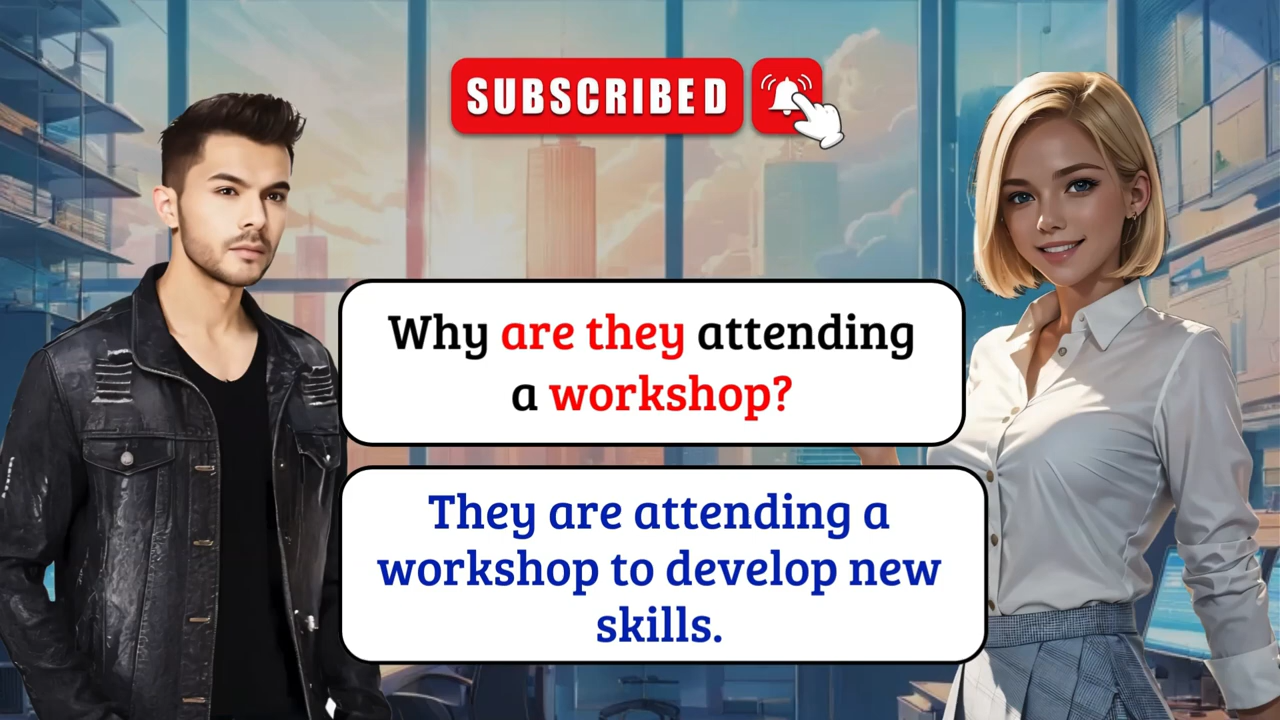 SUBSCRIBED
Why are they attending
a workshop?
They are attending a
workshop to develop new
skills.